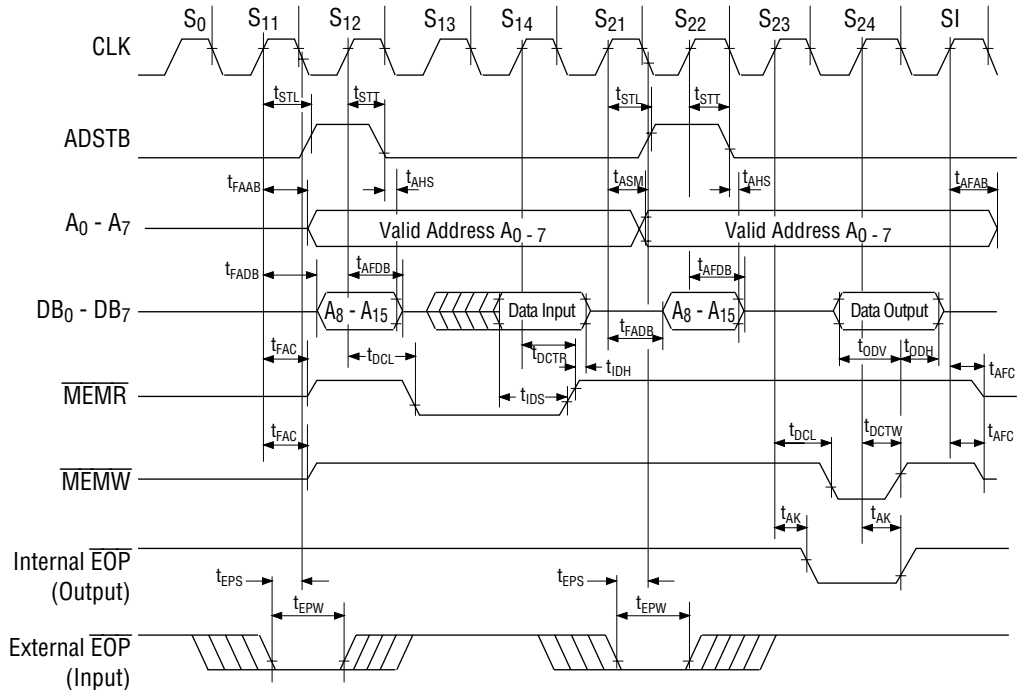 S0 S11 S12 S13 S14 S21 S22 S23 S24 SI
CLK
tSTL tSTT tSTL tSTT
ADSTB
tFAAB tAHS tASM tAHS tAFAB
A0 - A7 Valid Address A0 - 7 Valid Address A0 - 7
tFADB tAFDB tAFDB
DB0 - DB7 A8 - A15 Data Input A8 - A15 Data Output
tFADB
tFAC tDCL tDCTR tIDH tODV tODH tAFC
MEMR tIDS
tFAC tDCL tDCTW tAFC
MEMW
tAK tAK
Internal EOP
(Output)
tEPS tEPS
tEPW tEPW
External EOP
(Input)